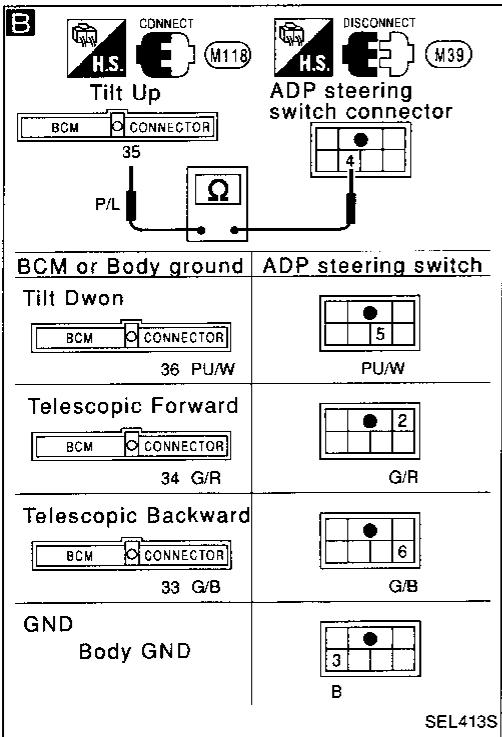 B
CONNECT
H.S.
M118
DISCONNECT
H.S.
M39
Tilt Up
ADP steering
switch connector
BCM CONNECTOR
35
4
P/L
Ω
BCM or Body ground ADP steering switch
Tilt Dwon
BCM CONNECTOR
36 PU/W
5
PU/W
Telescopic Forward
BCM CONNECTOR
34 G/R
2
G/R
Telescopic Backward
BCM CONNECTOR
33 G/B
6
G/B
GND
Body GND
3
B
SEL413S